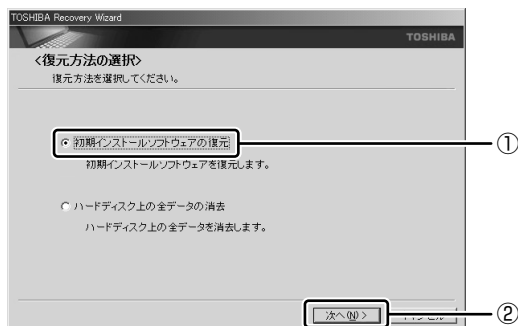 TOSHIBA Recovery Wizard
TOSHIBA
<復元方法の選択>
復元方法を選択してください。
初期インストールソフトウェアの復元
①
初期インストールソフトウェアを復元します。
ハードディスク上の全データの消去
ハードディスク上の全データを消去します。
次へ(N) >
②